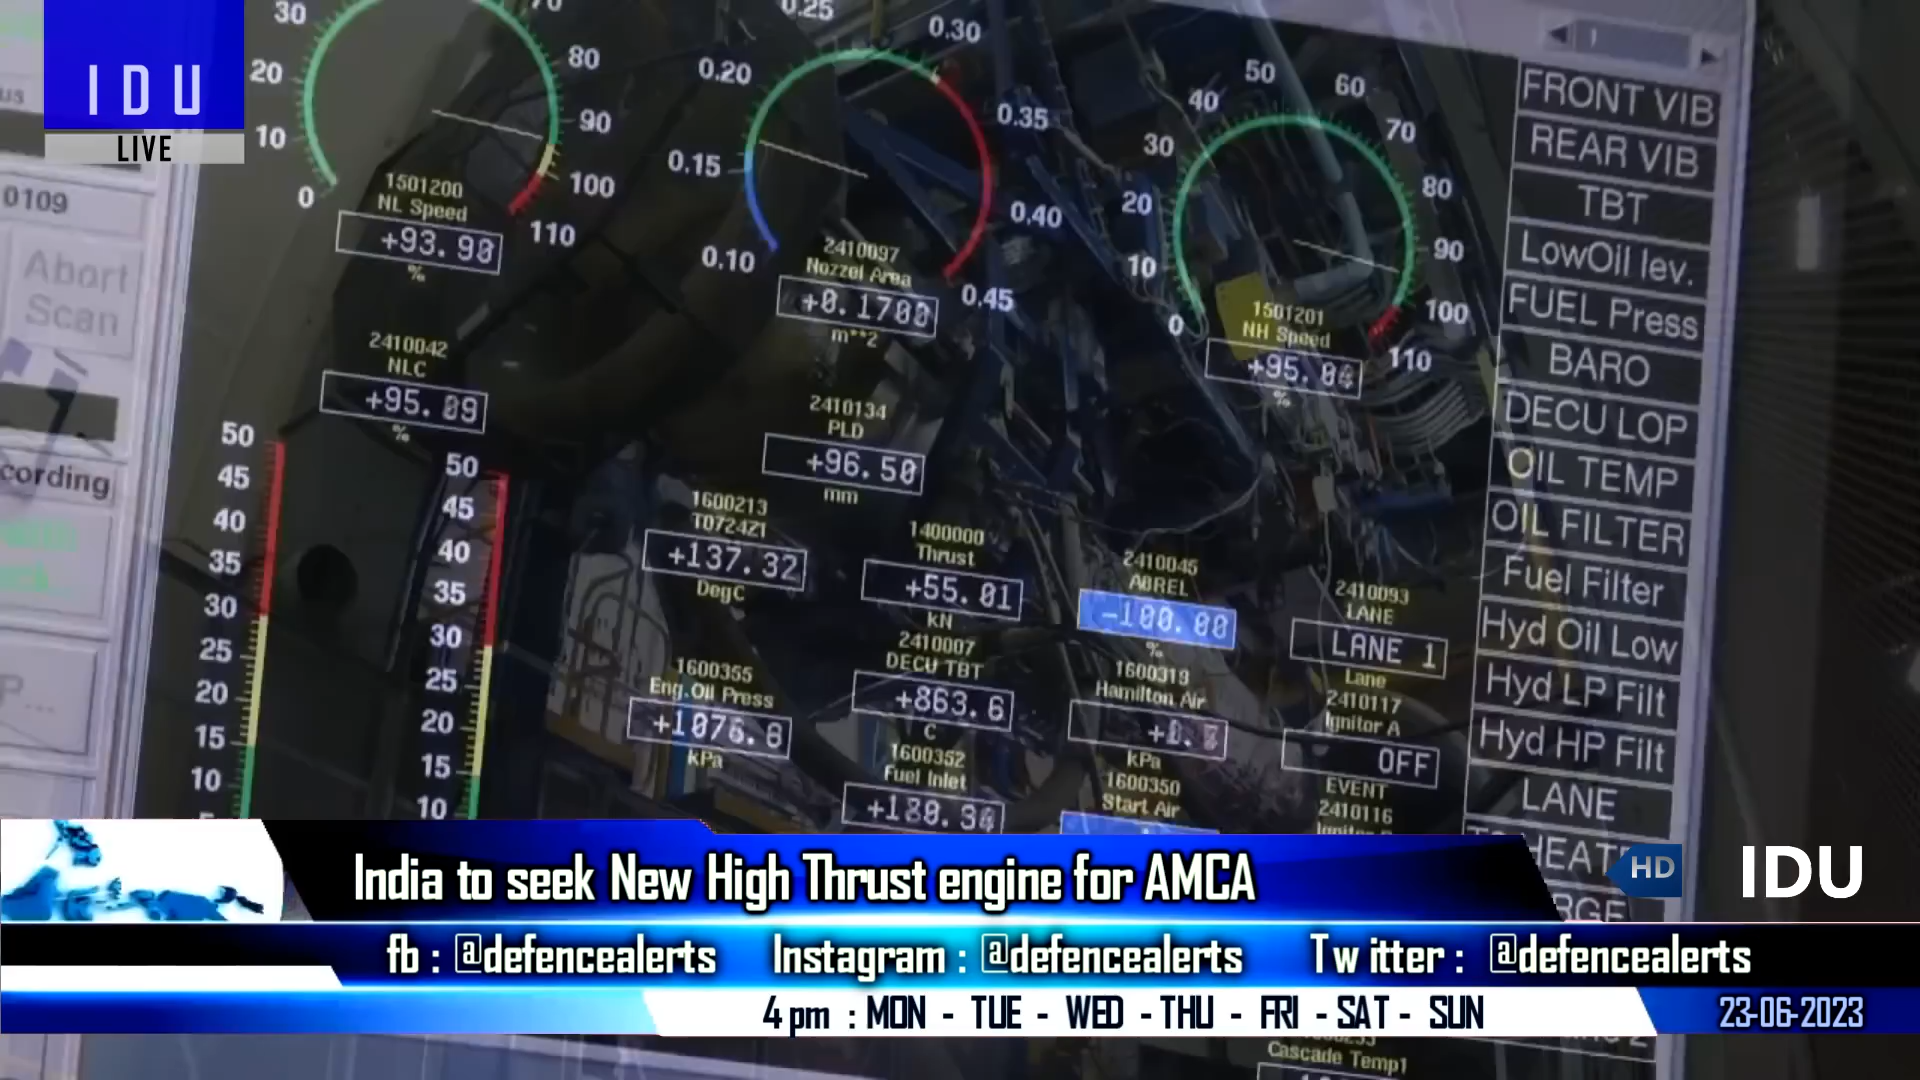 IDU
LIVE
us
0109
Abort
Scan
cording
30
20
10
0
70
80
90
100
110
1501200
NL Speed
+93.90
%
2410042
NLC
+95.09
%
0.10
0.15
0.20
0.25
0.30
0.35
0.40
0.45
2410097
Nozzel Area
+0.1700
m**2
2410134
PLD
+96.50
mm
0
10
20
30
40
50
60
70
80
90
100
110
1501201
NH Speed
%
50
45
40
35
30
25
20
15
10
50
45
40
35
30
25
20
15
10
1600213
T0724Z1
+137.32
DegC
1400000
Thrust
+55.01
kN
2410045
ABREL
-100.00
%
2410093
LANE
LANE 1
Lane
1600355
Eng.Oil Press
kPa
2410007
DECU TBT
+863.6
C
1600319
Hamilton Air
kPa
2410117
Ignitor A
OFF
EVENT
2410116
1600352
Fuel Inlet
1600350
Start Air
FRONT VIB
REAR VIB
TBT
LowOil lev.
FUEL Press
BARO
DECU LOP
OIL TEMP
OIL FILTER
Fuel Filter
Hyd Oil Low
Hyd LP Filt
Hyd HP Filt
LANE
HD
IDU
India to seek New High Thrust engine for AMCA
fb : @defencealerts Instagram : @defencealerts Twitter : @defencealerts
4 pm : MON - TUE - WED - THU - FRI - SAT - SUN
23-06-2023
Cascade Temp1